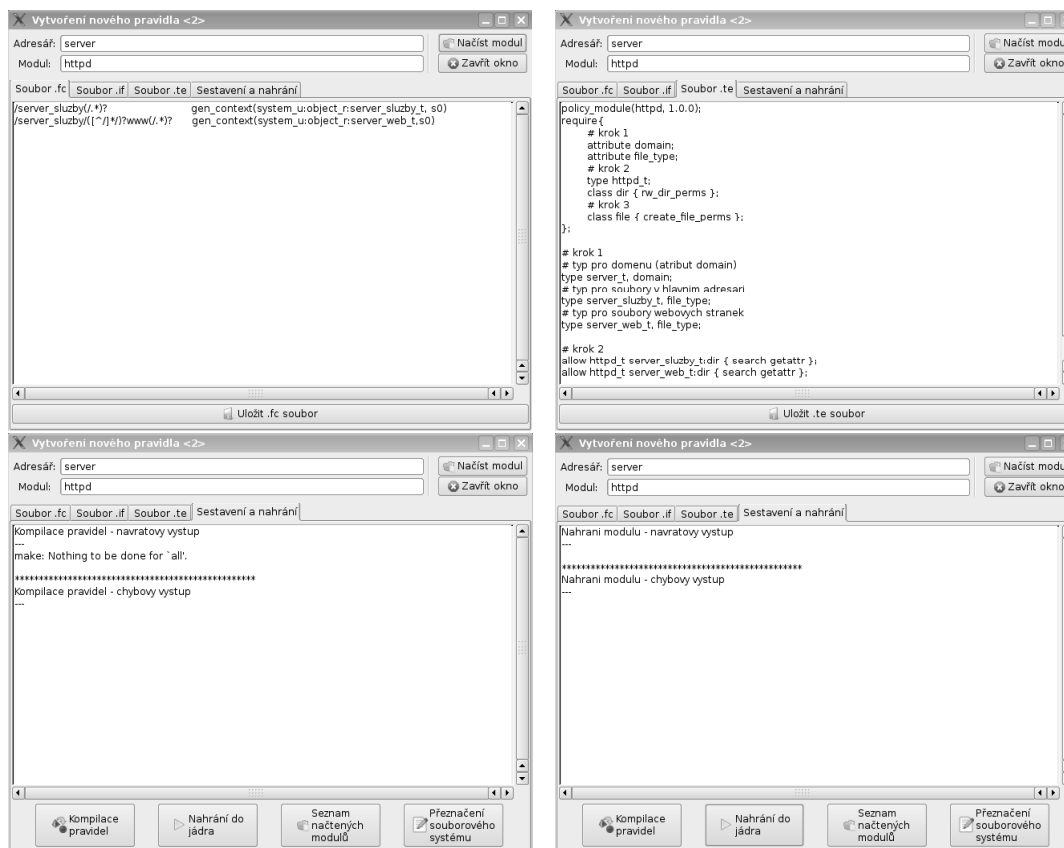 Vytvoření nového pravidla <2>
Adresář: server Načíst modul
Modul: httpd Zavřít okno
Soubor .fc Soubor .if Soubor .te Sestavení a nahrání
/server_sluzby(/.*)? gen_context(system_u:object_r:server_sluzby_t, s0)
/server_sluzby/([^/]*/)?www(/.*)? gen_context(system_u:object_r:server_web_t,s0)
Uložit .fc soubor
Vytvoření nového pravidla <2>
Adresář: server Načíst modu
Modul: httpd Zavřít okno
Soubor .fc Soubor .if Soubor .te Sestavení a nahrání
policy_module(httpd, 1.0.0);
require{
# krok 1
attribute domain;
attribute file_type;
# krok 2
type httpd_t;
class dir { rw_dir_perms };
# krok 3
class file { create_file_perms };
};
# krok 1
# typ pro domenu (atribut domain)
type server_t, domain;
# typ pro soubory v hlavnim adresari
type server_sluzby_t, file_type;
# typ pro soubory webovych stranek
type server_web_t, file_type;
# krok 2
allow httpd_t server_sluzby_t:dir { search getattr };
allow httpd_t server_web_t:dir { search getattr };
Uložit .te soubor
Vytvoření nového pravidla <2>
Adresář: server Načíst modul
Modul: httpd Zavřít okno
Soubor .fc Soubor .if Soubor .te Sestavení a nahrání
Kompilace pravidel - navratovy vystup
---
make: Nothing to be done for `all'.
**************************************************
Kompilace pravidel - chybovy vystup
---
Kompilace pravidel
Nahrání do jádra
Seznam načtených modulů
Přeznačení souborového systému
Vytvoření nového pravidla <2>
Adresář: server Načíst modu
Modul: httpd Zavřít okno
Soubor .fc Soubor .if Soubor .te Sestavení a nahrání
Nahrani modulu - navratovy vystup
---
**************************************************
Nahrani modulu - chybovy vystup
---
Kompilace pravidel
Nahrání do jádra
Seznam načtených modulů
Přeznačení souborového systému